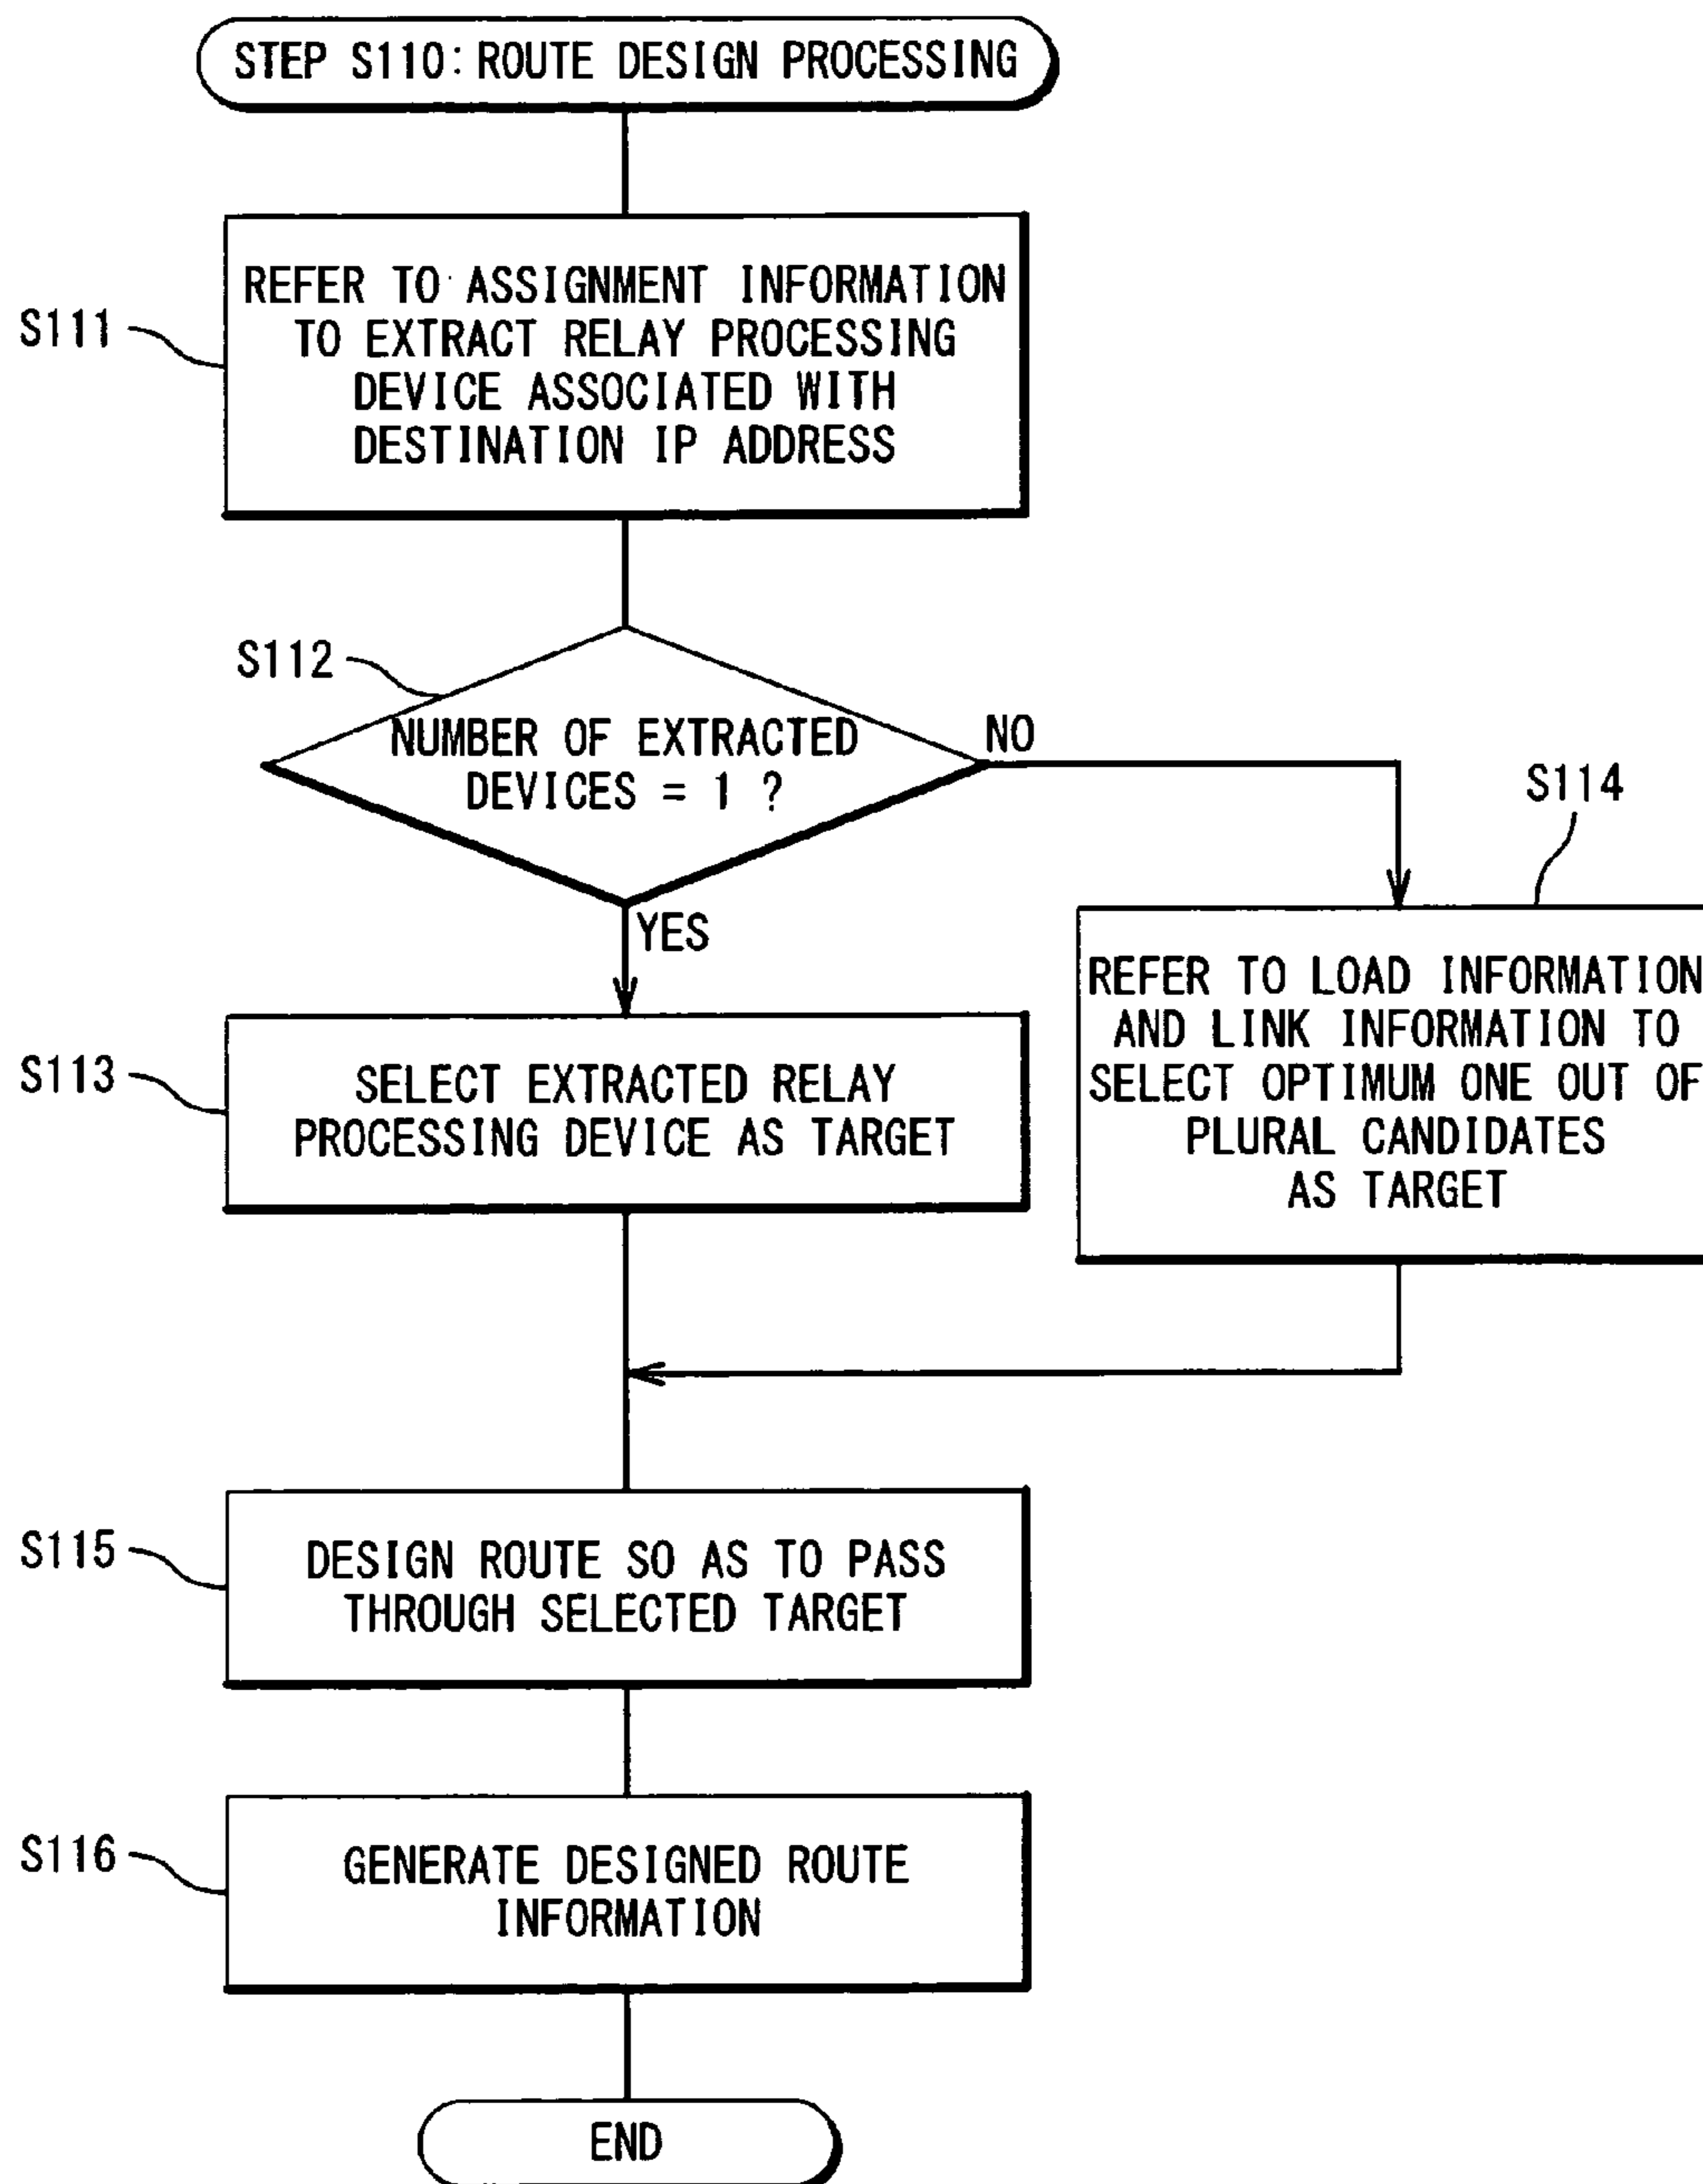 STEP S110: ROUTE DESIGN PROCESSING
S111
REFER TO ASSIGNMENT INFORMATION
TO EXTRACT RELAY PROCESSING
DEVICE ASSOCIATED WITH
DESTINATION IP ADDRESS
S112
NUMBER OF EXTRACTED
DEVICES = 1 ?
NO
YES
S114
REFER TO LOAD INFORMATION
AND LINK INFORMATION TO
SELECT OPTIMUM ONE OUT OF
PLURAL CANDIDATES
AS TARGET
S113
SELECT EXTRACTED RELAY
PROCESSING DEVICE AS TARGET
S115
DESIGN ROUTE SO AS TO PASS
THROUGH SELECTED TARGET
S116
GENERATE DESIGNED ROUTE
INFORMATION
END